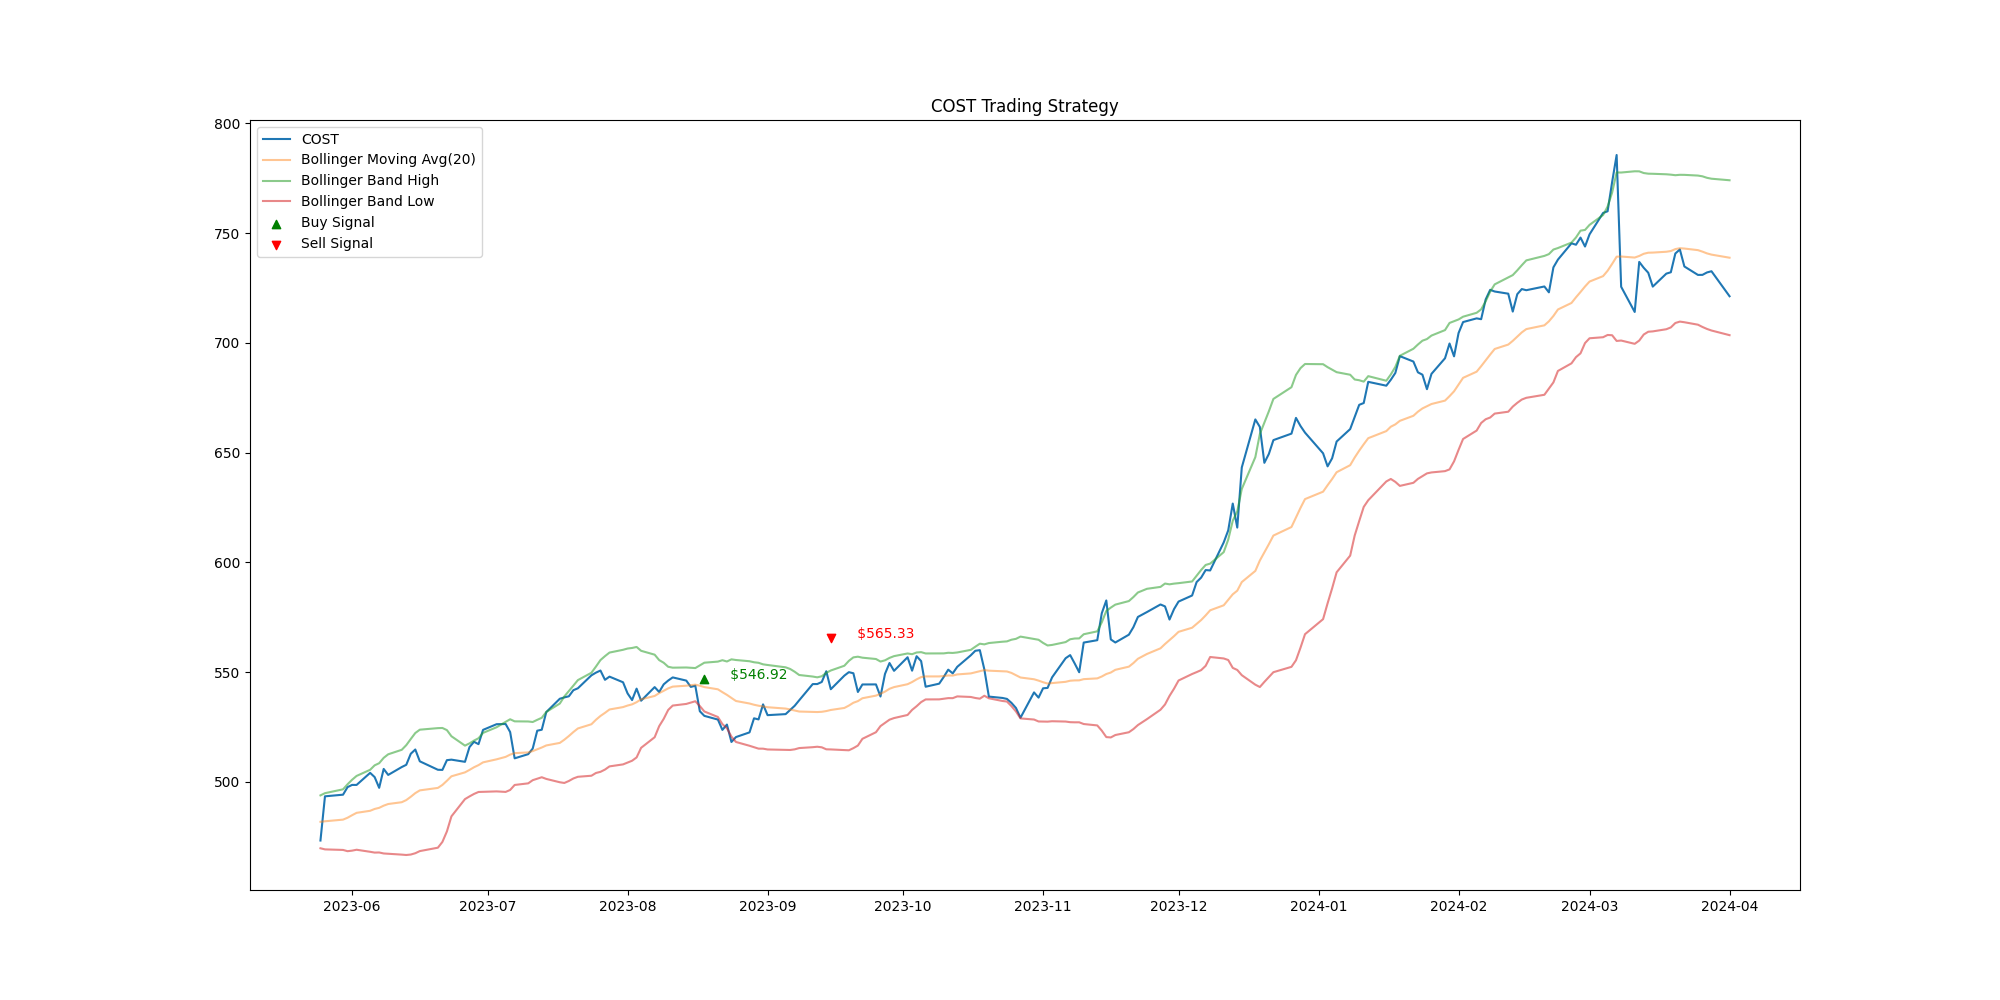 COST Trading Strategy
COST
Bollinger Moving Avg(20)
Bollinger Band High
Bollinger Band Low
Buy Signal
Sell Signal
800
750
700
650
600
550
500
$565.33
$546.92
2023-06 2023-07 2023-08 2023-09 2023-10 2023-11 2023-12 2024-01 2024-02 2024-03 2024-04